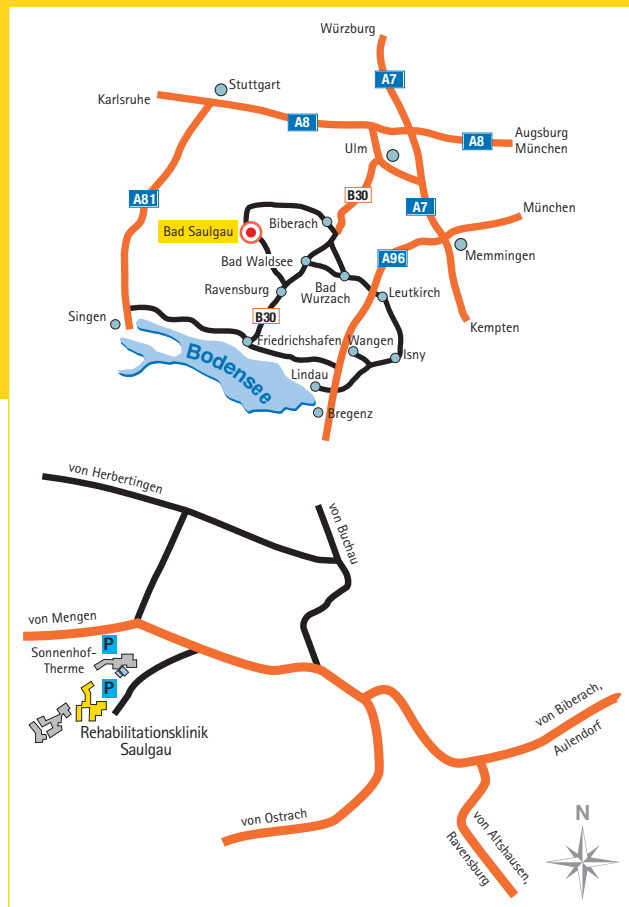 Würzburg
A7
Stuttgart
Karlsruhe
A8
Augsburg
München
A8
Ulm
B30
A81
A7
München
Bad Saulgau
Biberach
Memmingen
A96
Bad Waldsee
Bad
Wurzach
Ravensburg
Leutkirch
B30
Singen
Kempten
Friedrichshafen
Wangen
Isny
Bodensee
Lindau
Bregenz
von Herbertingen
von Buchau
von Mengen
P
Sonnenhof-
Therme
P
Rehabilitationsklinik
Saulgau
von Biberach,
Aulendorf
von Ostrach
von Altshausen,
Ravensburg
N